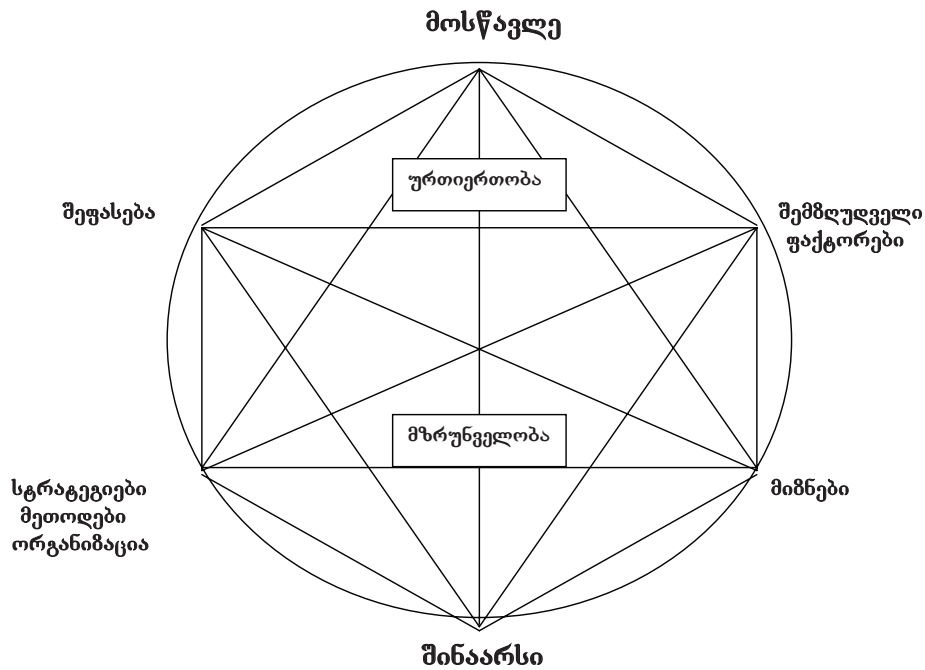 მოსწავლე
ურთიერთობა
შეფასება
შემზღუდველი
ფაქტორები
მზრუნველობა
სტრატეგიები
მეთოდები
ორგანიზაცია
მიზნები
შინაარსი